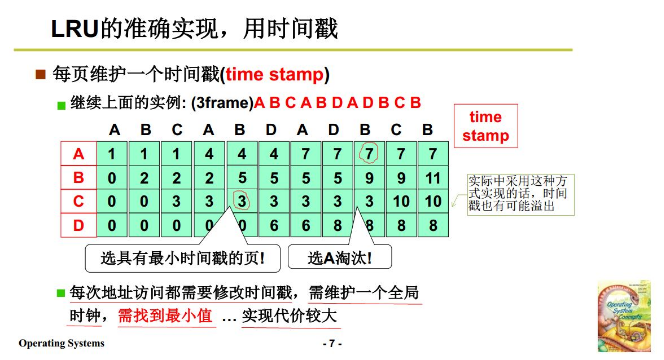 LRU的准确实现，用时间戳
每页维护一个时间戳(time stamp)
继续上面的实例: (3frame)A B C A B D A D B C B
time
stamp
A B C A B D A D B C B
A 1 1 1 4 4 4 7 7 7 7 7
B 0 2 2 2 5 5 5 5 9 9 11
C 0 0 3 3 3 3 3 3 3 10 10
D 0 0 0 0 0 6 6 8 8 8 8
实际中采用这种方
式实现的话，时间
戳也有可能溢出
选具有最小时间戳的页!
选A淘汰!
每次地址访问都需要修改时间戳，需维护一个全局
时钟，需找到最小值 … 实现代价较大
Operating Systems
- 7 -
Operating
System
Concepts